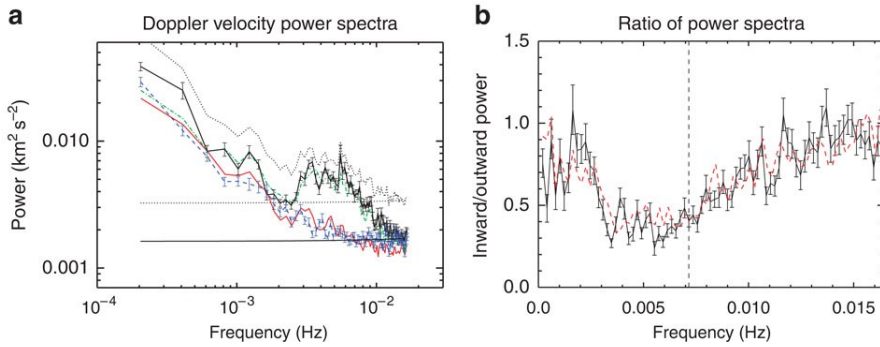 a
Doppler velocity power spectra
Power (km² s⁻²)
0.010
0.001
10⁻⁴
10⁻³
10⁻²
Frequency (Hz)
b
Ratio of power spectra
Inward/outward power
1.5
1.0
0.5
0.0
0.0
0.005
0.010
0.015
Frequency (Hz)